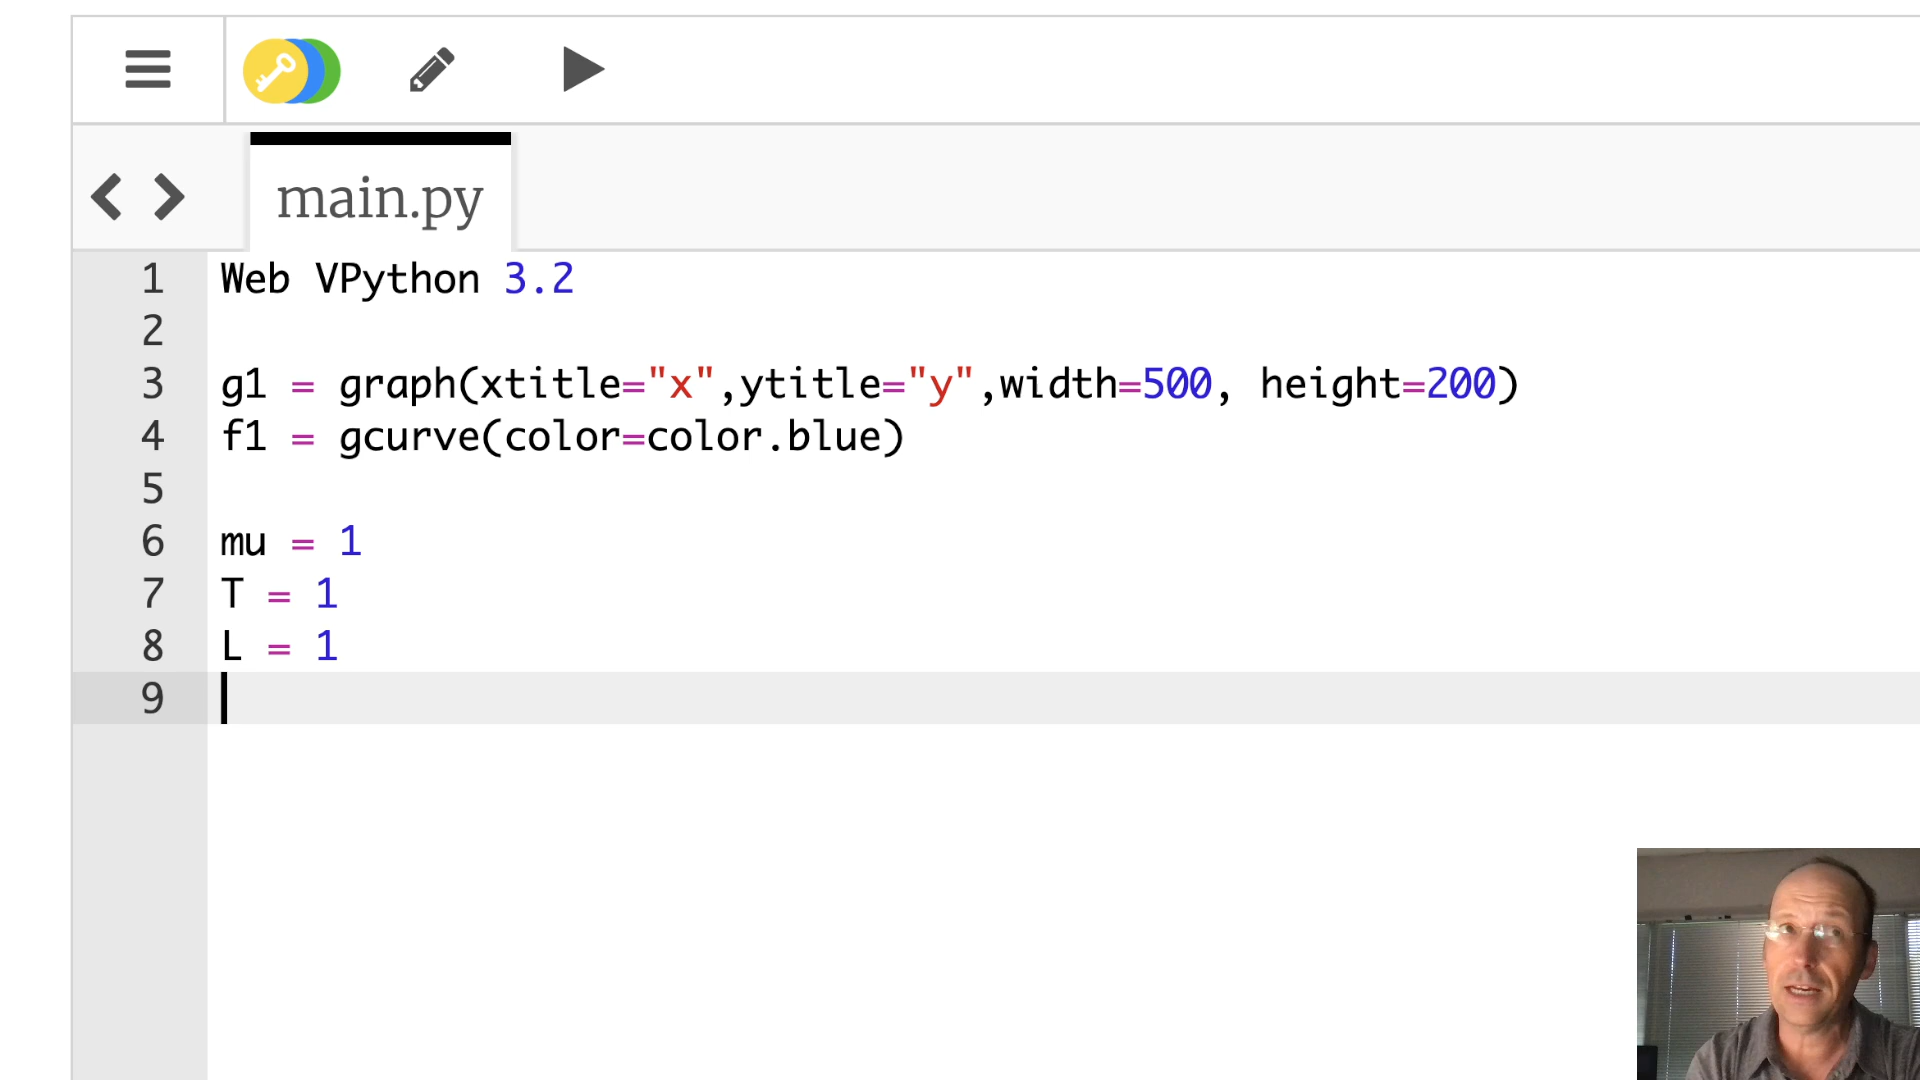 main.py
1 Web VPython 3.2
2
3 g1 = graph(xtitle="x",ytitle="y",width=500, height=200)
4 f1 = gcurve(color=color.blue)
5
6 mu = 1
7 T = 1
8 L = 1
9